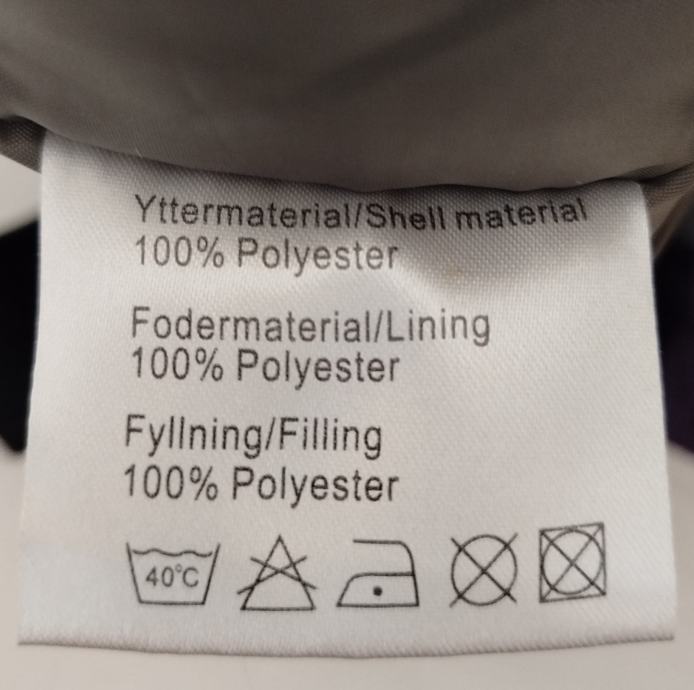 Yttermaterial/Shell material
100% Polyester
Fodermaterial/Lining
100% Polyester
Fyllning/Filling
100% Polyester
40°C